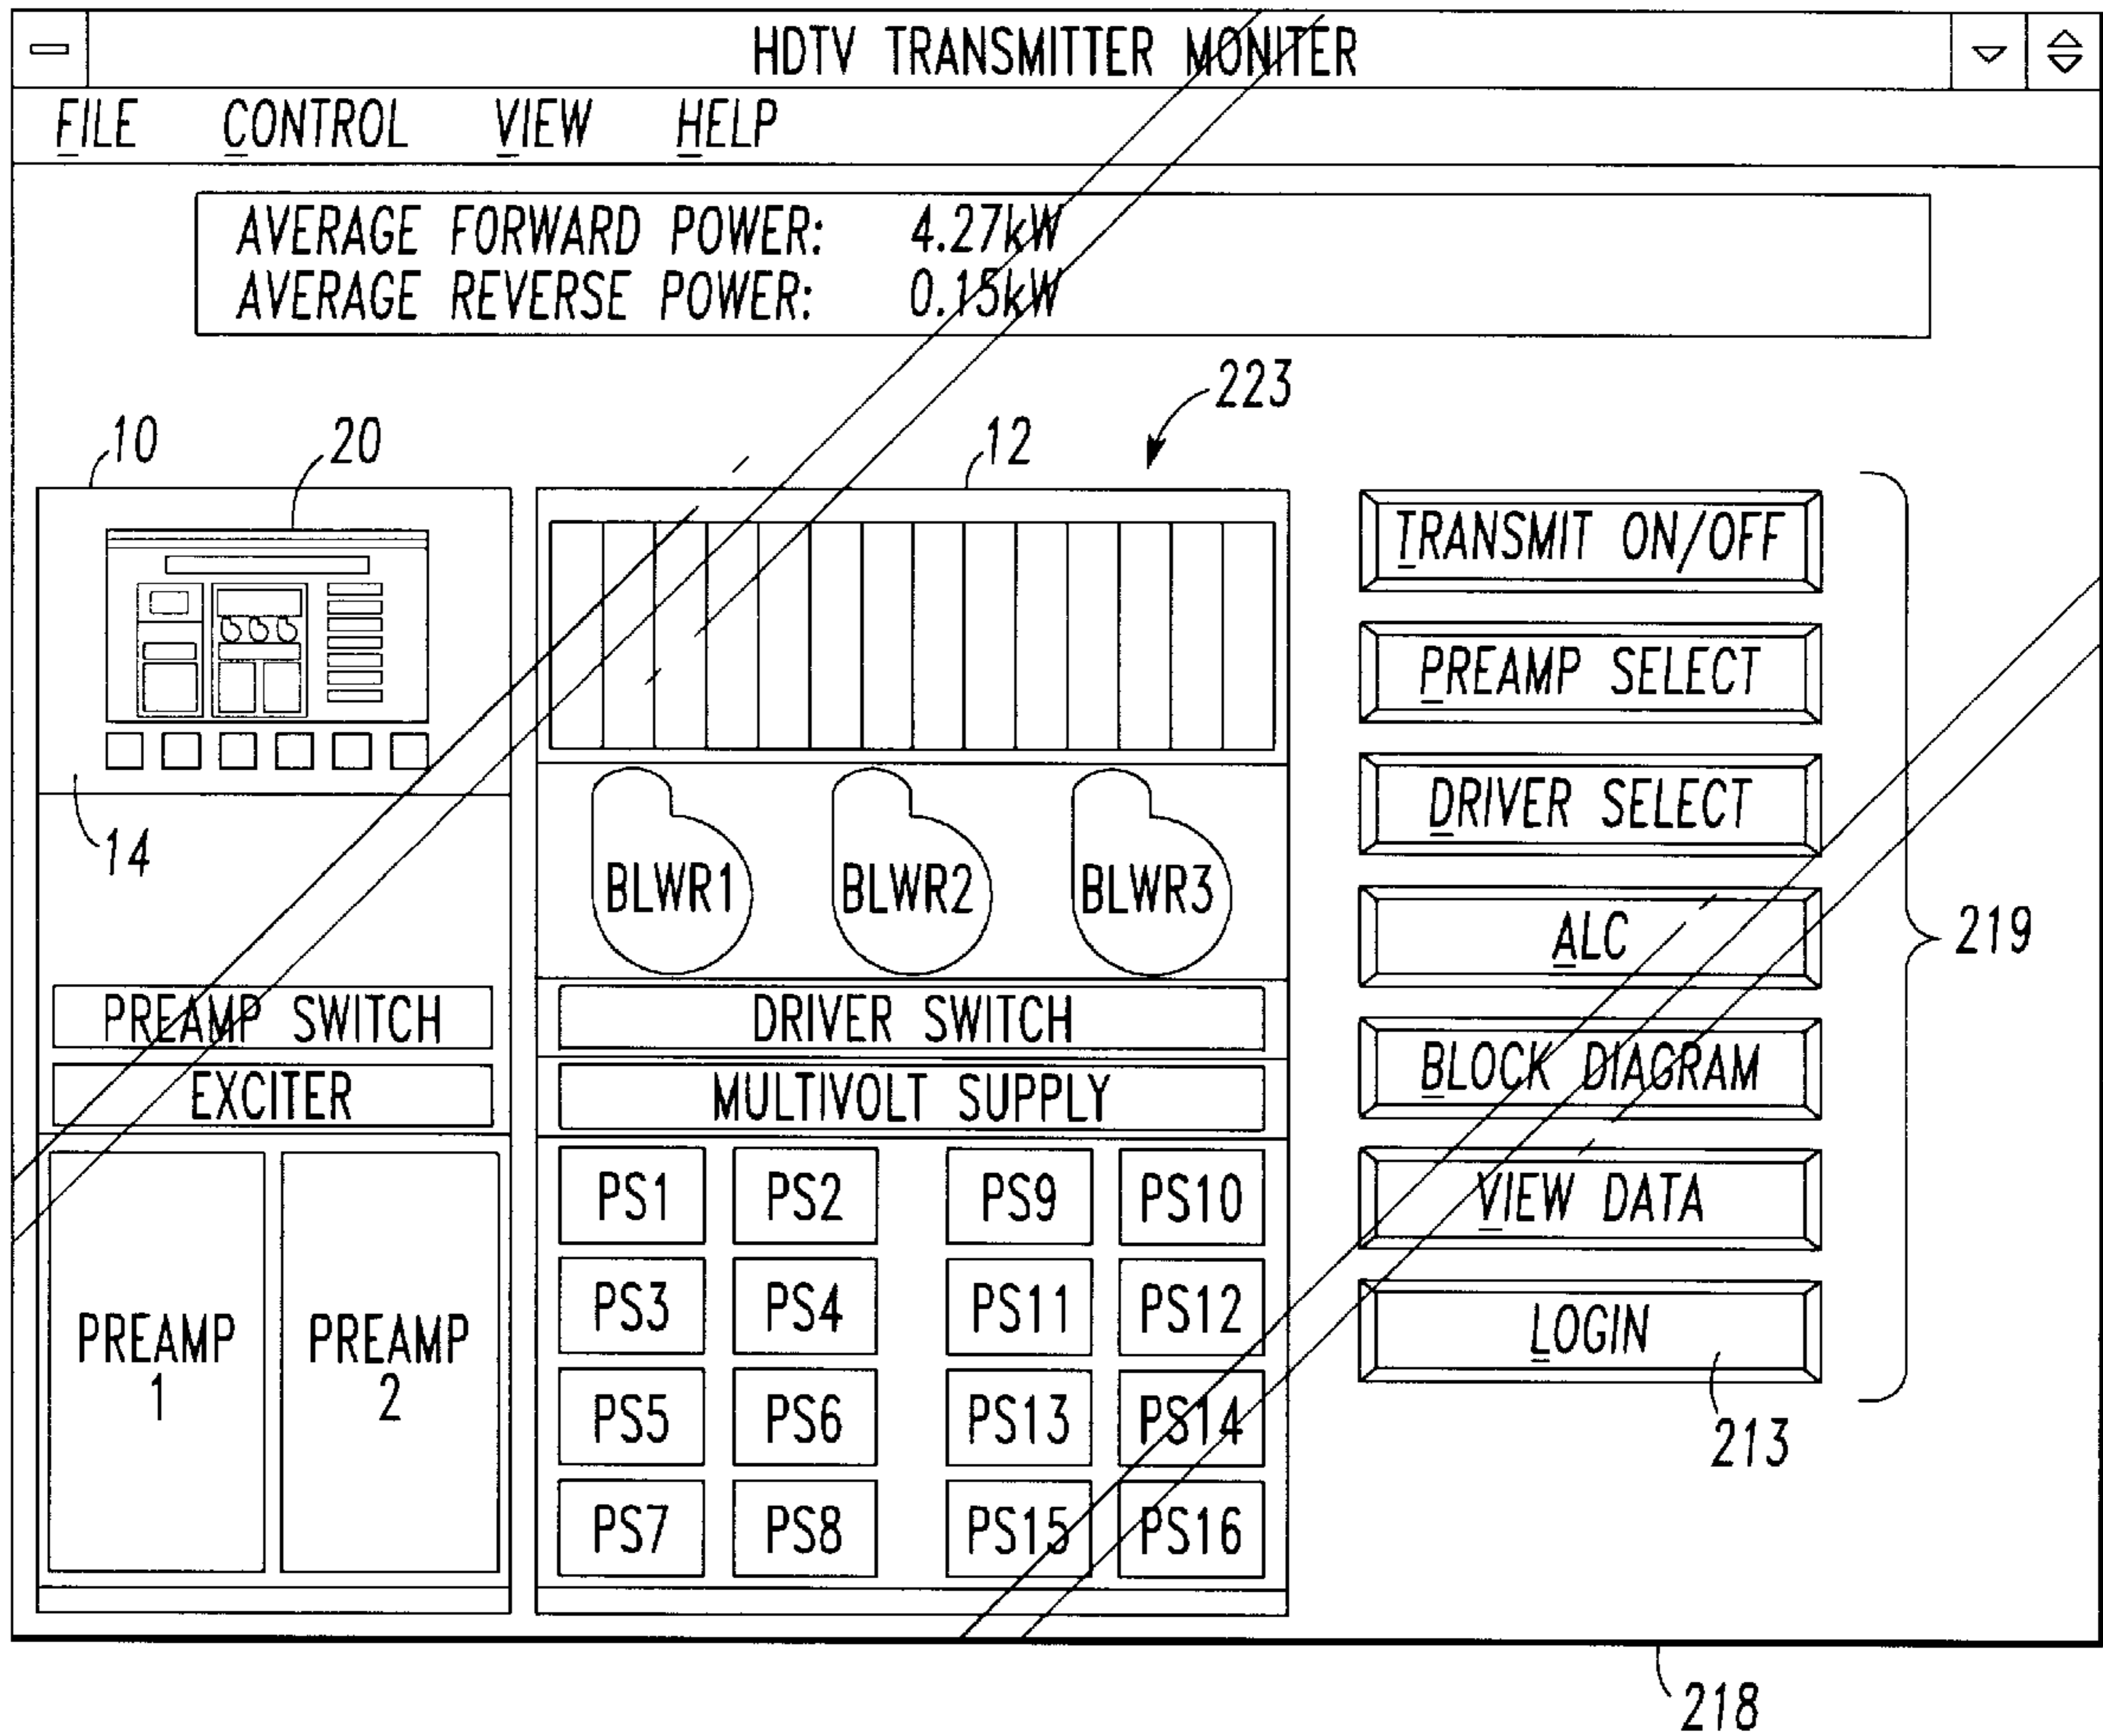 HDTV TRANSMITTER MONITER
FILE CONTROL VIEW HELP
AVERAGE FORWARD POWER: 4.27kW
AVERAGE REVERSE POWER: 0.15kW
223
10 20 12
14
TRANSMIT ON/OFF
PREAMP SELECT
DRIVER SELECT
ALC
BLOCK DIAGRAM
VIEW DATA
LOGIN
219
213
BLWR1 BLWR2 BLWR3
PREAMP SWITCH
EXCITER
DRIVER SWITCH
MULTIVOLT SUPPLY
PREAMP
1
PREAMP
2
PS1 PS2 PS9 PS10
PS3 PS4 PS11 PS12
PS5 PS6 PS13 PS14
PS7 PS8 PS15 PS16
218